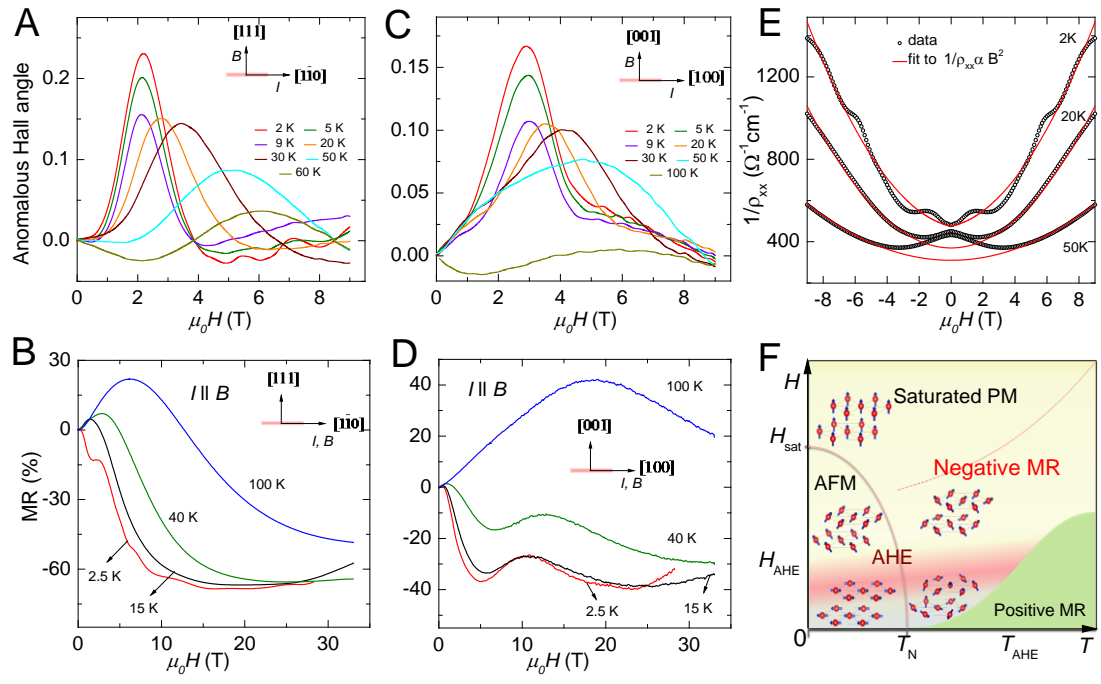 A
[111]
B
[11̄0]
I
Anomalous Hall angle
0.2
0.1
0.0
2 K
5 K
9 K
20 K
30 K
50 K
60 K
0
2
4
6
8
μ0H (T)
C
[001]
B
[100]
I
0.15
0.10
0.05
0.00
2 K
5 K
9 K
20 K
30 K
50 K
100 K
0
2
4
6
8
μ0H (T)
E
data
fit to 1/ρxx α B²
2K
20K
50K
1/ρxx (Ω⁻¹ cm⁻¹)
1200
800
400
-8 -6 -4 -2 0 2 4 6 8
μ0H (T)
B
I || B
[111]
[11̄0]
I, B
MR (%)
30
0
-30
-60
100 K
40 K
2.5 K
15 K
0
10
20
30
μ0H (T)
D
I || B
[001]
[100]
I, B
40
20
0
-20
-40
100 K
40 K
2.5 K
15 K
0
10
20
30
μ0H (T)
F
H
Saturated PM
Hsat
Negative MR
AFM
AHE
HAHE
Positive MR
0
TN
TAHE
T